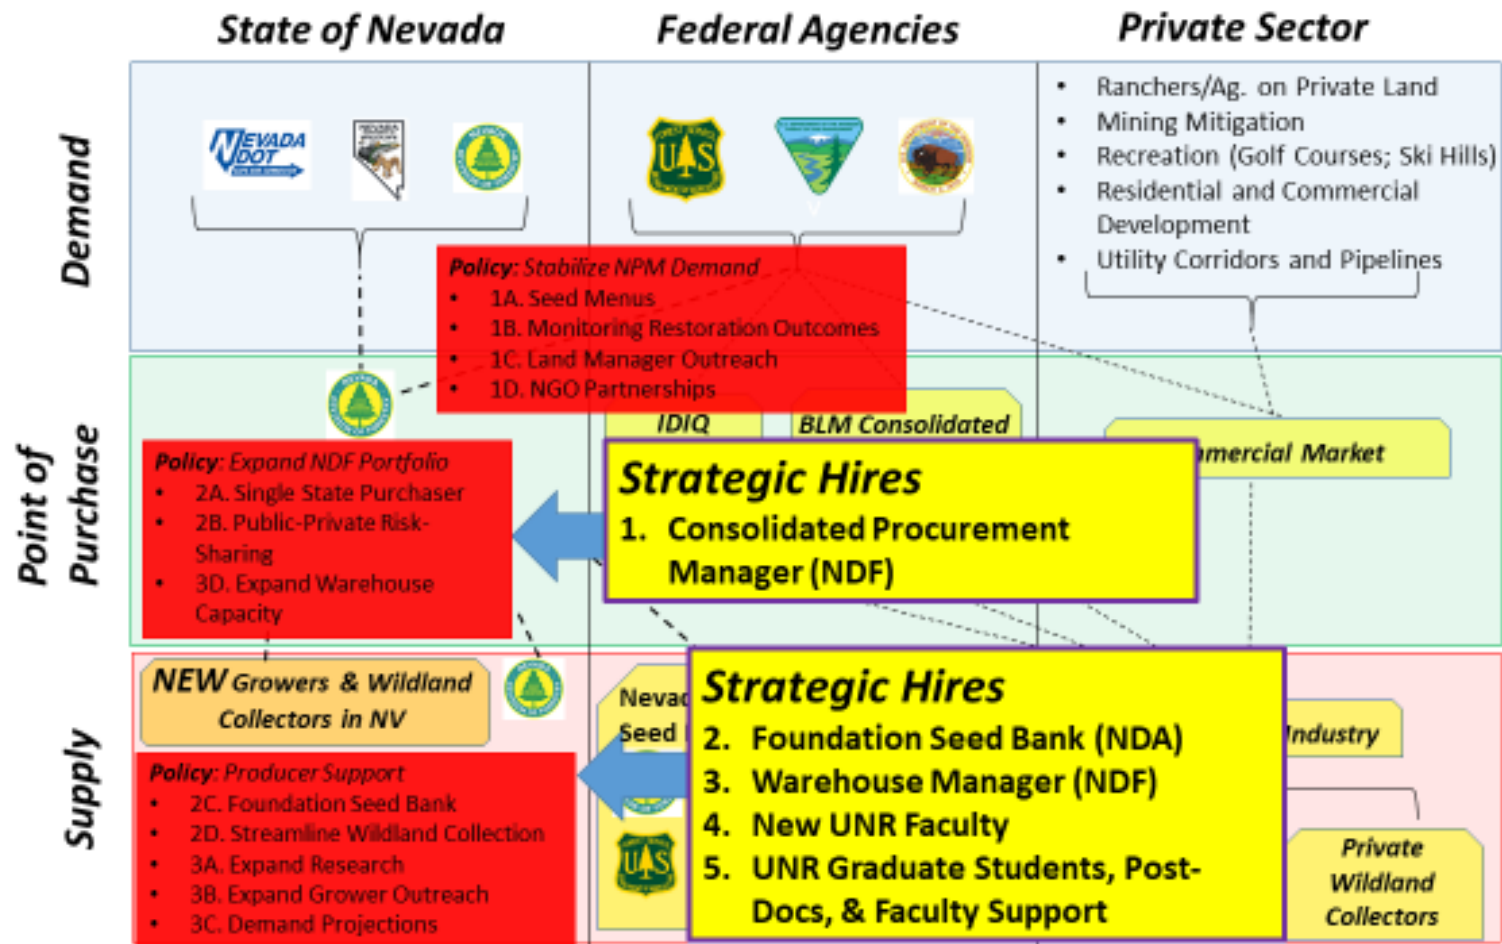 State of Nevada
Federal Agencies
Private Sector
Demand
NEVADA
DOT
• Ranchers/Ag. on Private Land
• Mining Mitigation
• Recreation (Golf Courses; Ski Hills)
• Residential and Commercial
Development
• Utility Corridors and Pipelines
Policy: Stabilize NPM Demand
• 1A. Seed Menus
• 1B. Monitoring Restoration Outcomes
• 1C. Land Manager Outreach
• 1D. NGO Partnerships
Point of
Purchase
IDIQ
BLM Consolidated
mmercial Market
Policy: Expand NDF Portfolio
• 2A. Single State Purchaser
• 2B. Public-Private Risk-
Sharing
• 3D. Expand Warehouse
Capacity
Strategic Hires
1. Consolidated Procurement
Manager (NDF)
Supply
NEW Growers & Wildland
Collectors in NV
Policy: Producer Support
• 2C. Foundation Seed Bank
• 2D. Streamline Wildland Collection
• 3A. Expand Research
• 3B. Expand Grower Outreach
• 3C. Demand Projections
Nevad
Seed
US
Strategic Hires
2. Foundation Seed Bank (NDA)
3. Warehouse Manager (NDF)
4. New UNR Faculty
5. UNR Graduate Students, Post-
Docs, & Faculty Support
Industry
Private
Wildland
Collectors